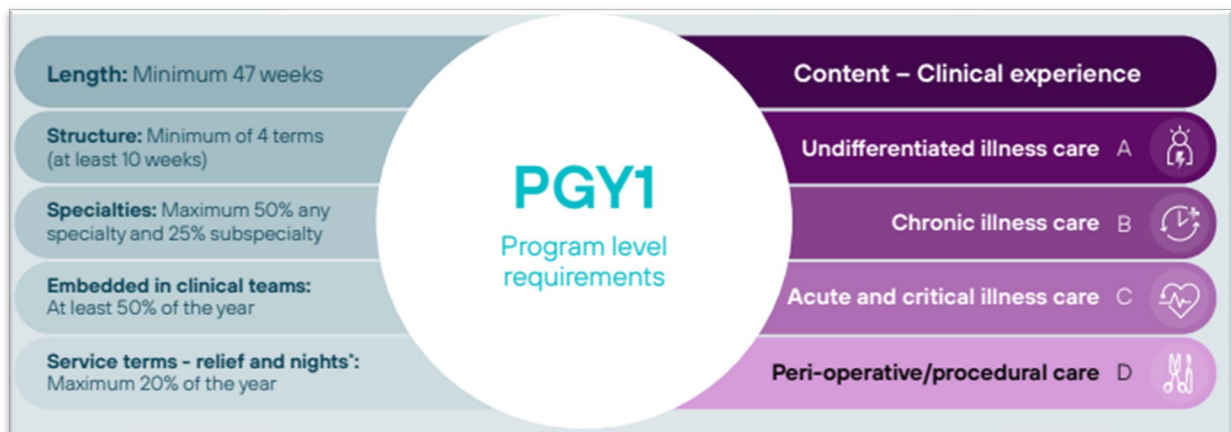 Length: Minimum 47 weeks
Structure: Minimum of 4 terms
(at least 10 weeks)
Specialties: Maximum 50% any
specialty and 25% subspecialty
Embedded in clinical teams:
At least 50% of the year
Service terms - relief and nights*:
Maximum 20% of the year
PGY1
Program level
requirements
Content – Clinical experience
Undifferentiated illness care A
Chronic illness care B
Acute and critical illness care C
Peri-operative/procedural care D